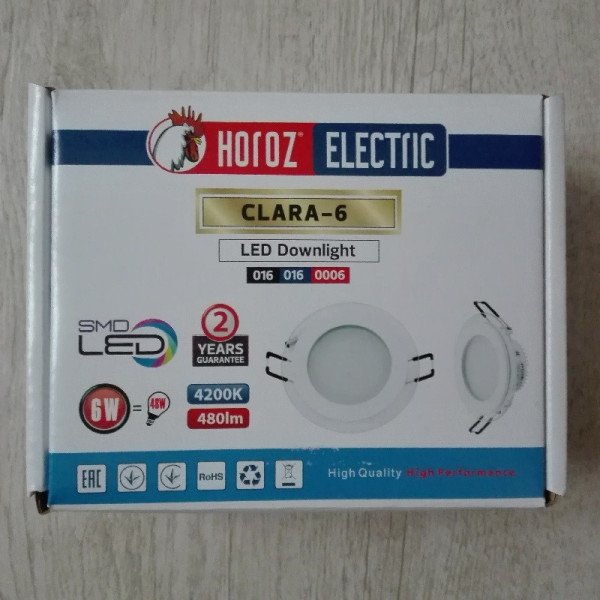 HOROZ® ELECTRIC
CLARA-6
LED Downlight
016 016 0006
SMD
LED
2
YEARS
GUARANTEE
6W = 48W
4200K
480lm
EAC
RoHS
High Quality High Performance